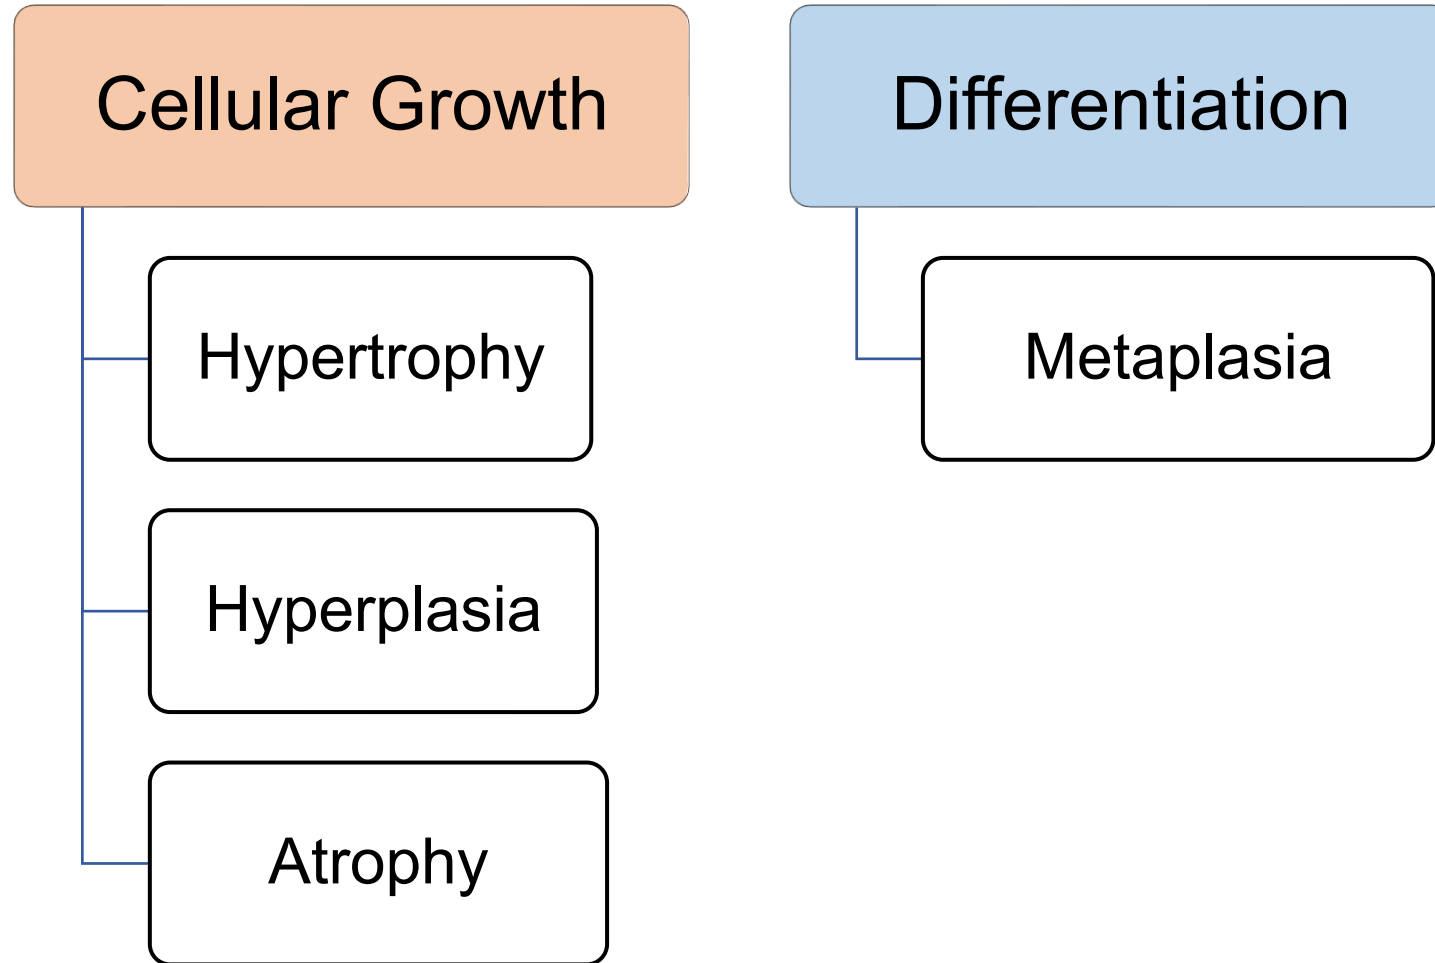 Cellular Growth
Hypertrophy
Hyperplasia
Atrophy
Differentiation
Metaplasia